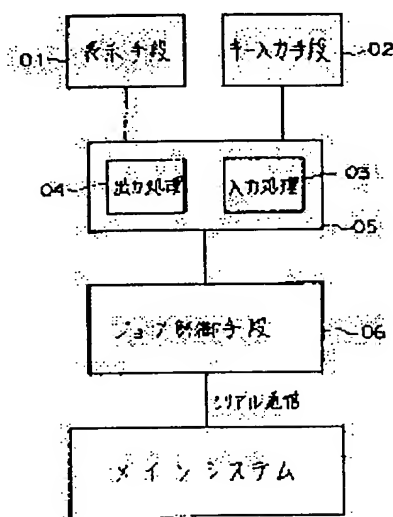 01
表示手段
キー入力手段
02
04
出力処理
入力処理
03
05
ジョブ制御手段
06
シリアル通信
メインシステム